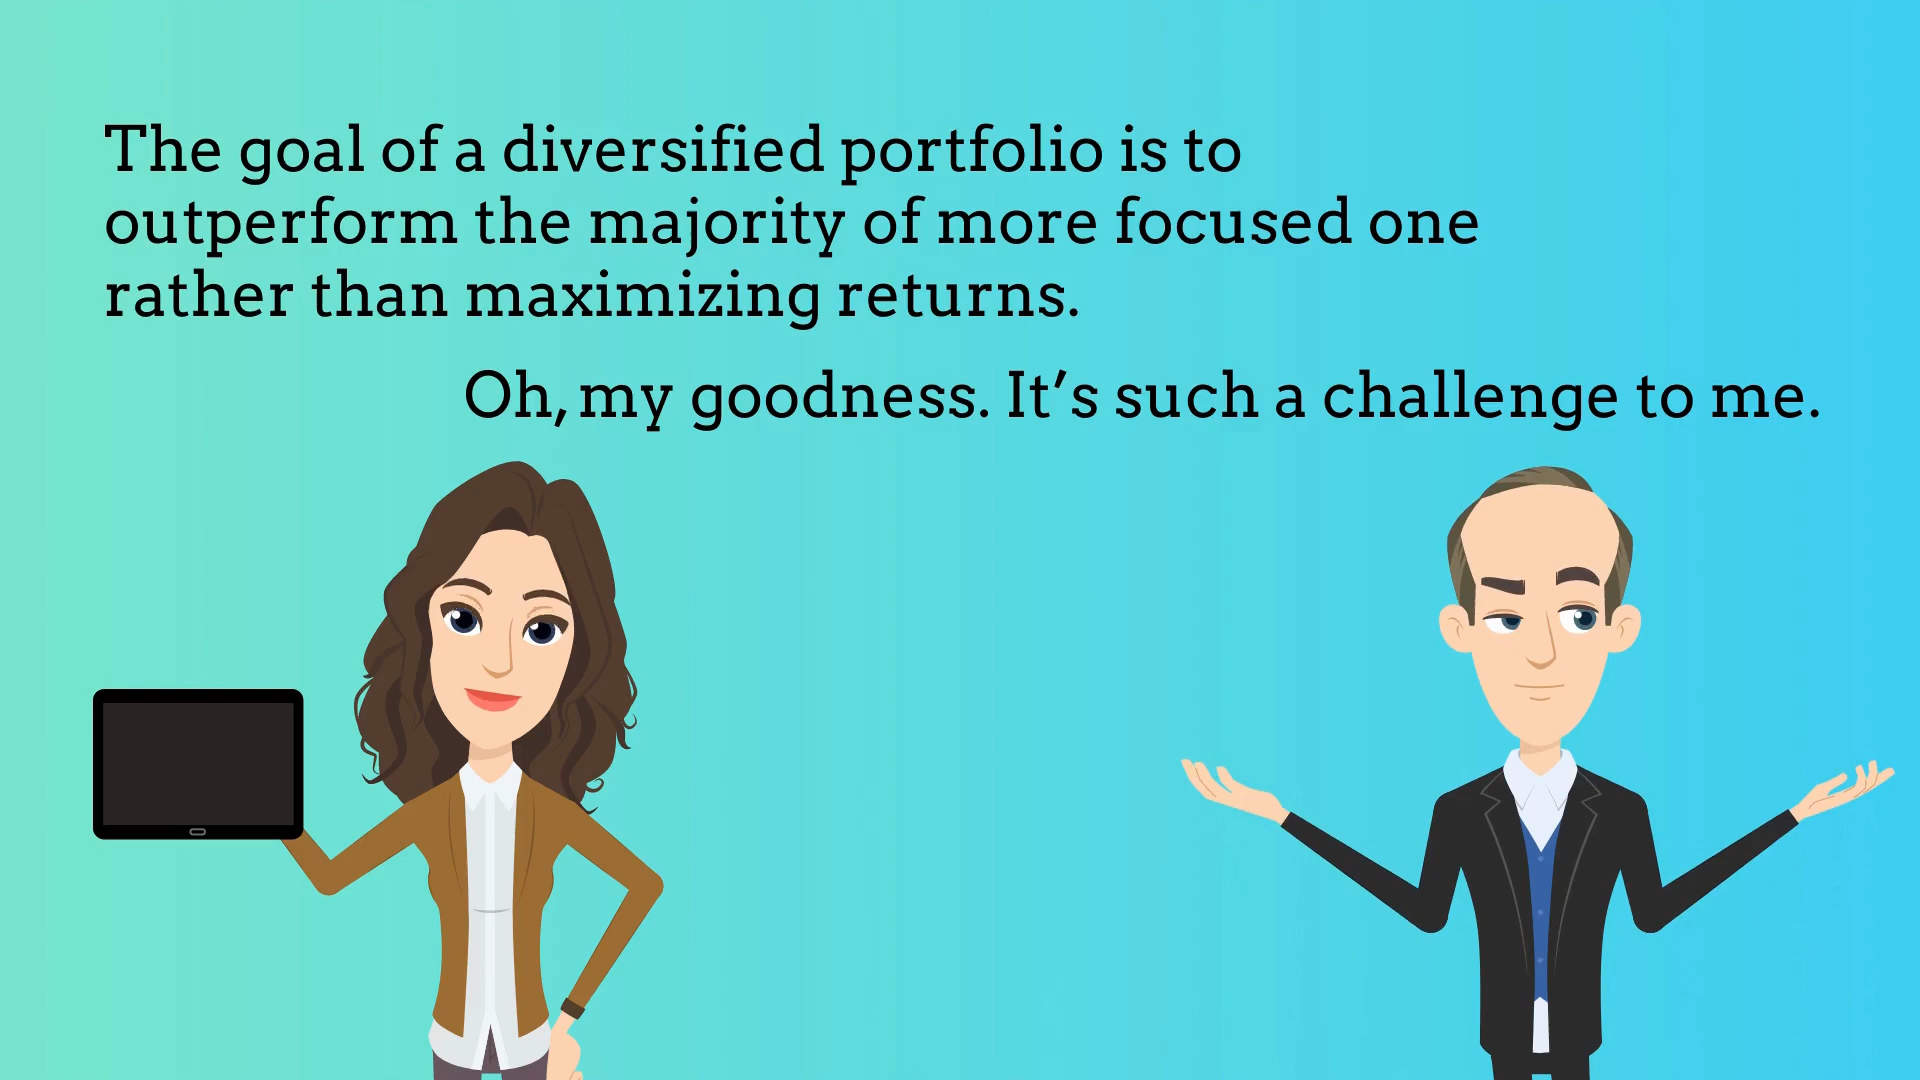 The goal of a diversified portfolio is to
outperform the majority of more focused one
rather than maximizing returns.
Oh, my goodness. It’s such a challenge to me.